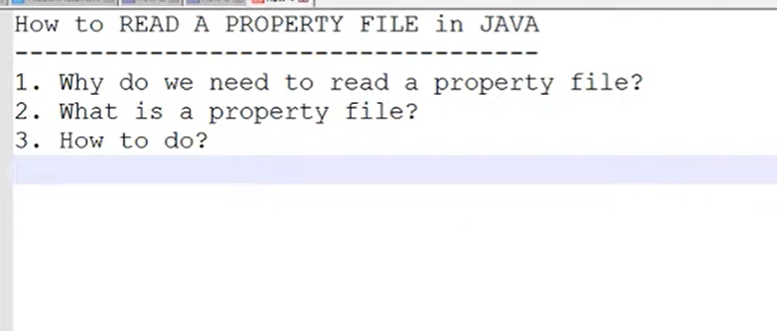 How to READ A PROPERTY FILE in JAVA
-----------------------------------
1. Why do we need to read a property file?
2. What is a property file?
3. How to do?